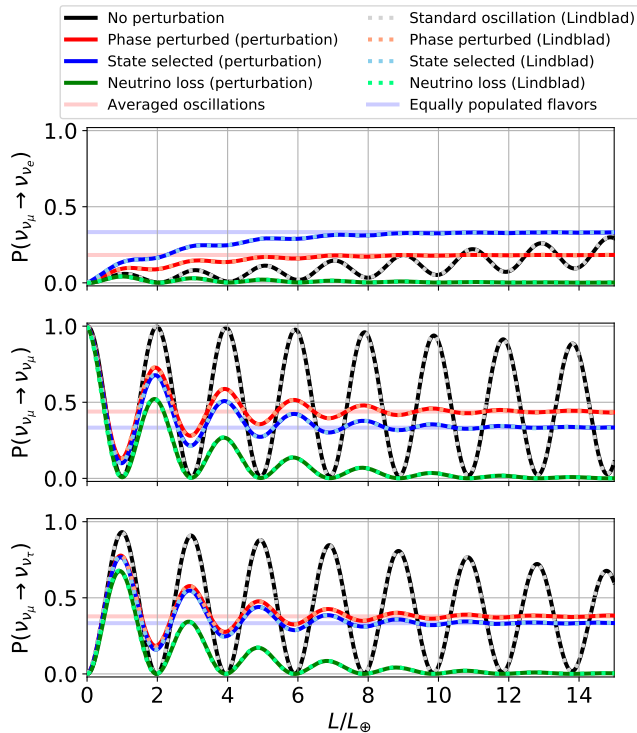 No perturbation
Phase perturbed (perturbation)
State selected (perturbation)
Neutrino loss (perturbation)
Averaged oscillations
Standard oscillation (Lindblad)
Phase perturbed (Lindblad)
State selected (Lindblad)
Neutrino loss (Lindblad)
Equally populated flavors
P(ν_{ν_μ} → ν_{ν_e})
1.0
0.5
0.0
P(ν_{ν_μ} → ν_{ν_μ})
1.0
0.5
0.0
P(ν_{ν_μ} → ν_{ν_τ})
1.0
0.5
0.0
0 2 4 6 8 10 12 14
L/L_⊕